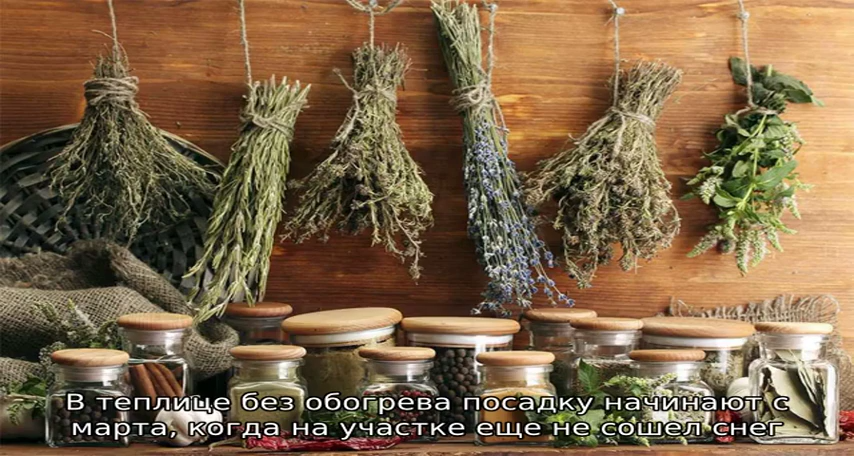 В теплице без обогрева посадку начинают с
марта, когда на участке еще не сошел снег